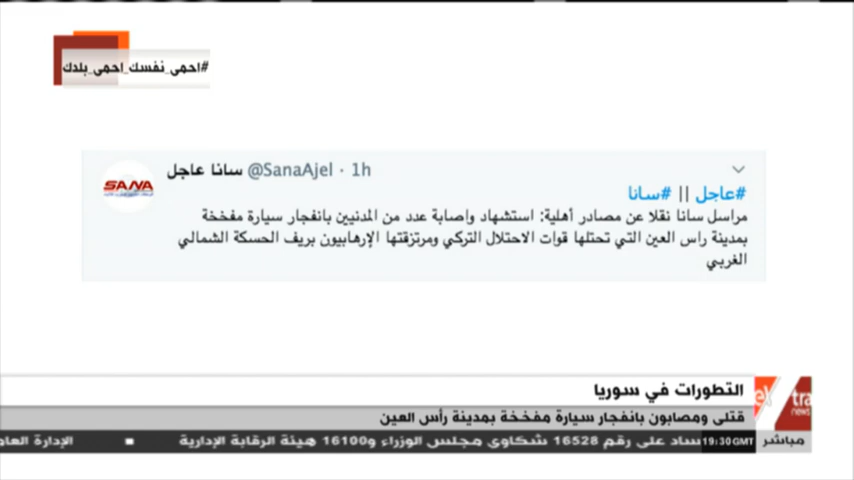 #احمى_نفسك_احمى_بلدك
SANA
سانا عاجل @SanaAjel · 1h
#عاجل || #سانا
مراسل سانا نقلا عن مصادر أهلية: استشهاد وإصابة عدد من المدنيين بانفجار سيارة مفخخة
بمدينة راس العين التي تحتلها قوات الاحتلال التركي ومرتزقتها الإرهابيون بريف الحسكة الشمالي
الغربي
التطورات في سوريا
extra
news
قتلى ومصابون بانفجار سيارة مفخخة بمدينة رأس العين
مباشر
19:30 GMT
ساد على رقم 16528 شكاوى مجلس الوزراء و16100 هيئة الرقابة الإدارية ■ الإدارة العا